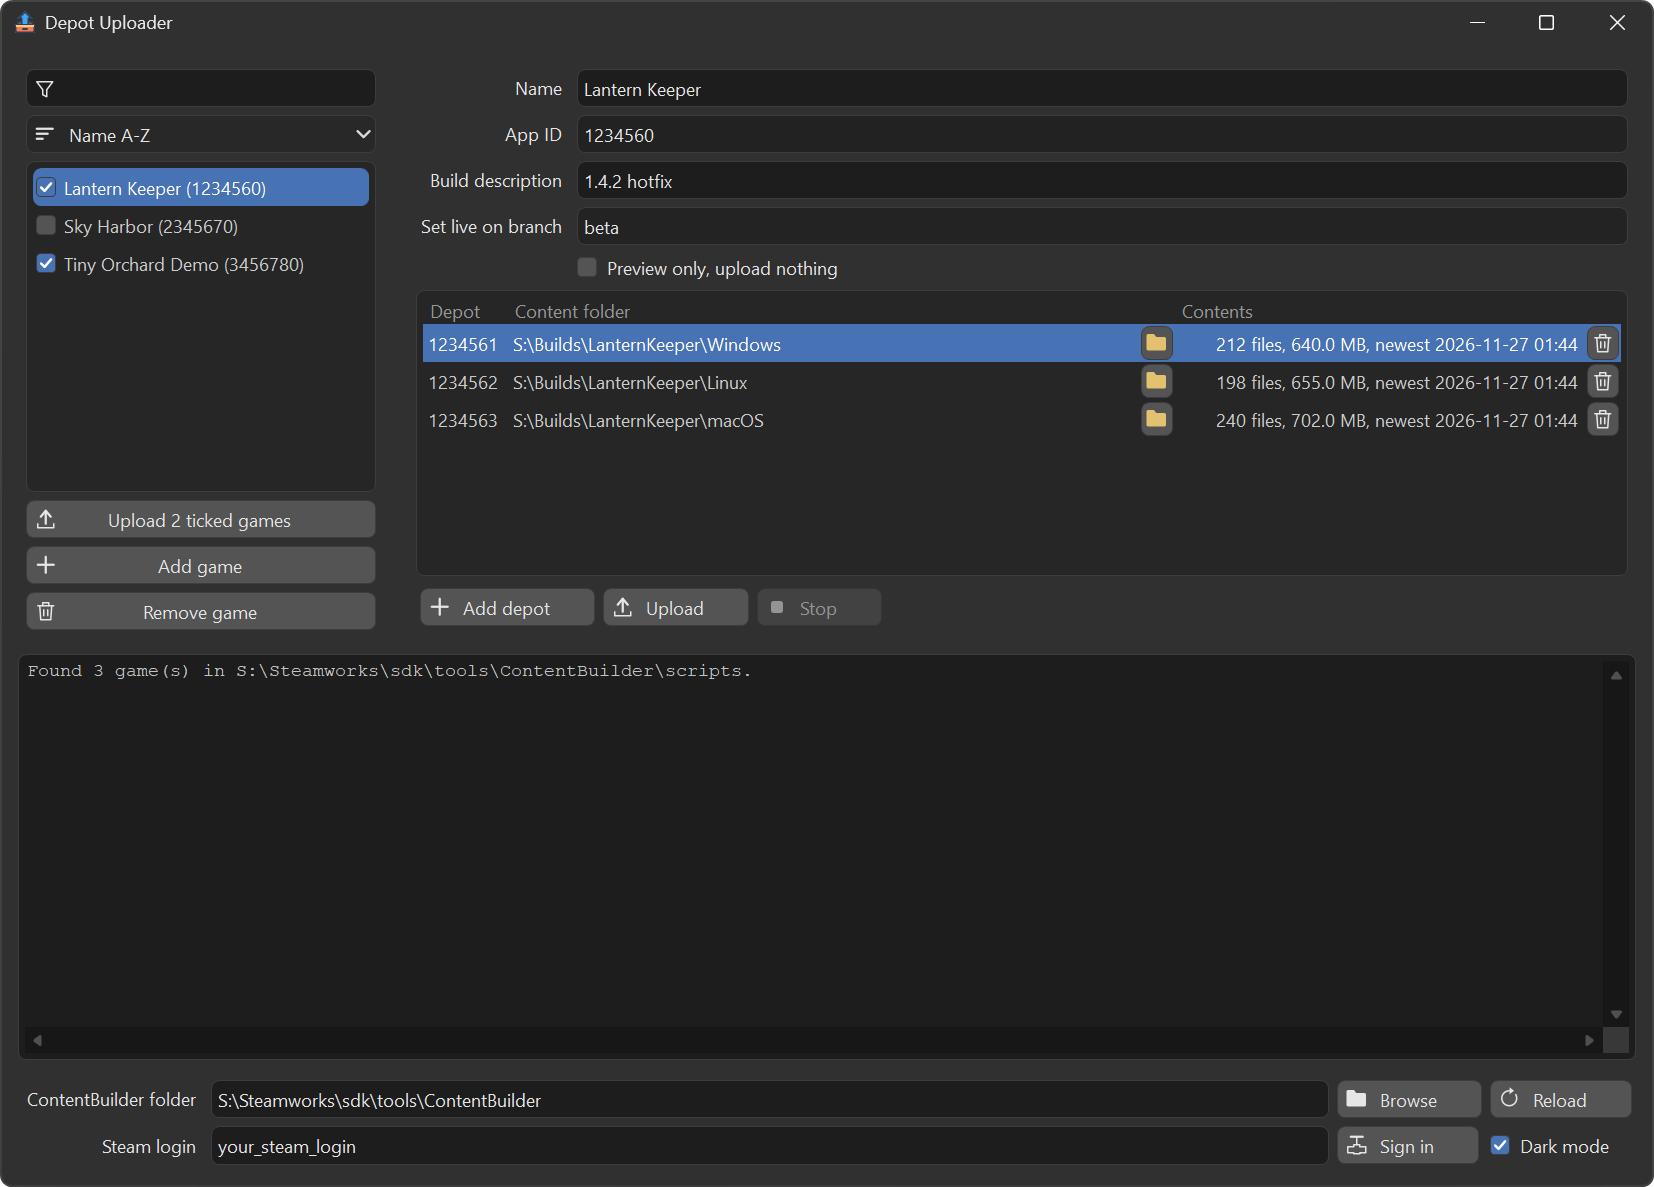 Depot Uploader
Name A-Z
Lantern Keeper (1234560)
Sky Harbor (2345670)
Tiny Orchard Demo (3456780)
Upload 2 ticked games
Add game
Remove game
Name Lantern Keeper
App ID 1234560
Build description 1.4.2 hotfix
Set live on branch beta
Preview only, upload nothing
Depot Content folder Contents
1234561 S:\Builds\LanternKeeper\Windows 212 files, 640.0 MB, newest 2026-11-27 01:44
1234562 S:\Builds\LanternKeeper\Linux 198 files, 655.0 MB, newest 2026-11-27 01:44
1234563 S:\Builds\LanternKeeper\macOS 240 files, 702.0 MB, newest 2026-11-27 01:44
Add depot Upload Stop
Found 3 game(s) in S:\Steamworks\sdk\tools\ContentBuilder\scripts.
ContentBuilder folder S:\Steamworks\sdk\tools\ContentBuilder Browse Reload
Steam login your_steam_login Sign in Dark mode